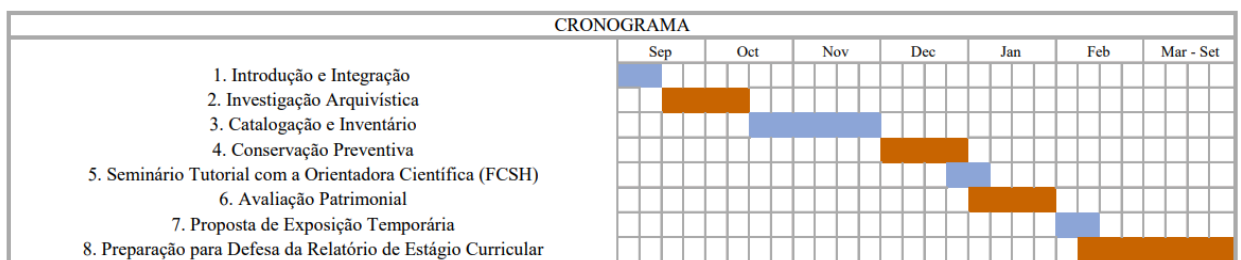 CRONOGRAMA
Sep Oct Nov Dec Jan Feb Mar - Set
1. Introdução e Integração
2. Investigação Arquivística
3. Catalogação e Inventário
4. Conservação Preventiva
5. Seminário Tutorial com a Orientadora Científica (FCSH)
6. Avaliação Patrimonial
7. Proposta de Exposição Temporária
8. Preparação para Defesa da Relatório de Estágio Curricular